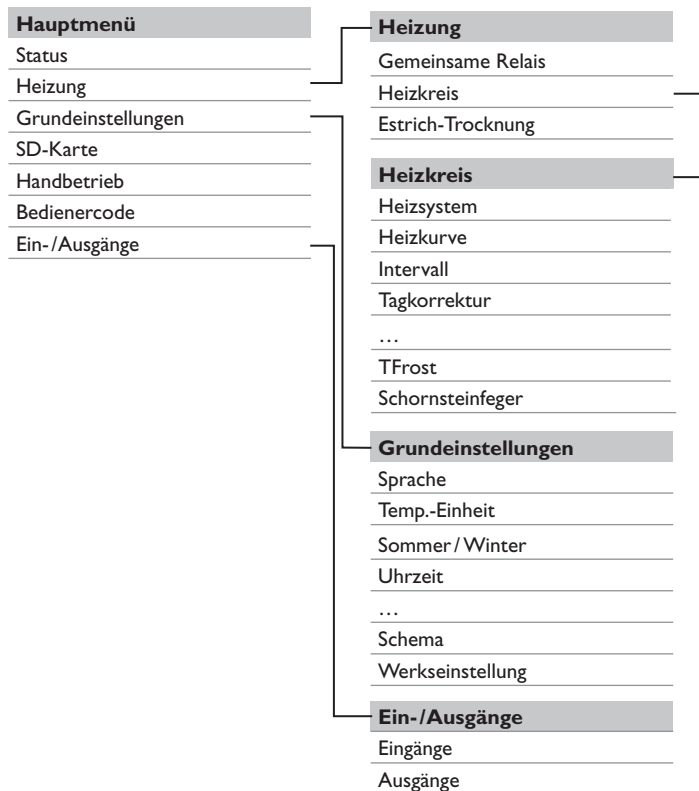 Hauptmenü
Status
Heizung
Grundeinstellungen
SD-Karte
Handbetrieb
Bedienercode
Ein-/Ausgänge
Heizung
Gemeinsame Relais
Heizkreis
Estrich-Trocknung
Heizkreis
Heizsystem
Heizkurve
Intervall
Tagkorrektur
…
TFrost
Schornsteinfeger
Grundeinstellungen
Sprache
Temp.-Einheit
Sommer / Winter
Uhrzeit
…
Schema
Werkseinstellung
Ein-/Ausgänge
Eingänge
Ausgänge